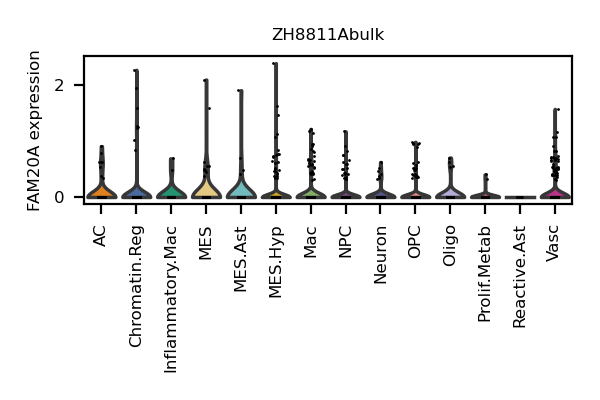 ZH8811Abulk
FAM20A expression
2
0
AC
Chromatin.Reg
Inflammatory.Mac
MES
MES.Ast
MES.Hyp
Mac
NPC
Neuron
OPC
Oligo
Prolif.Metab
Reactive.Ast
Vasc